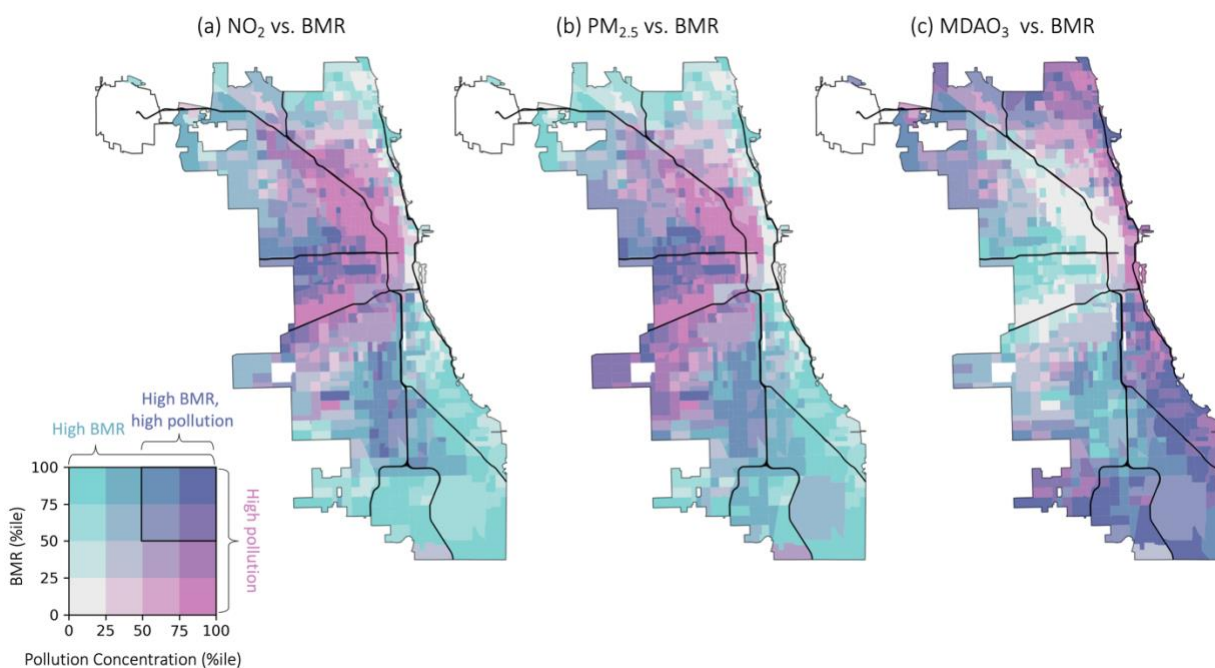 (a) NO₂ vs. BMR
(b) PM₂.₅ vs. BMR
(c) MDAO₃ vs. BMR
High BMR,
high pollution
High BMR
100
75
50
25
0
BMR (%ile)
High pollution
0 25 50 75 100
Pollution Concentration (%ile)